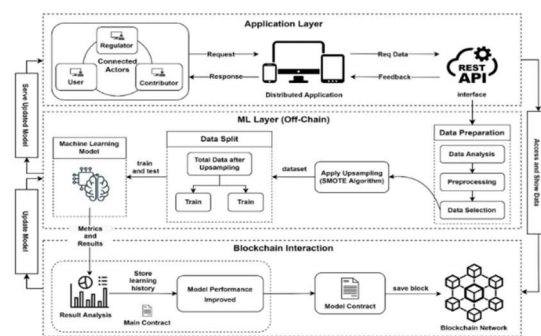 Application Layer
Regulator
Connected
Actors
User
Contributor
Request
Response
Distributed Application
Req Data
Feedback
REST
API
interface
Serve Updated Model
Access and Show Data
ML Layer (Off-Chain)
Machine Learning
Model
train
and test
Data Split
Total Data after
Upsampling
Train
Train
dataset
Apply Upsampling
(SMOTE Algorithm)
Data Preparation
Data Analysis
Preprocessing
Data Selection
Update Model
Metrics
and
Results
Blockchain Interaction
Result Analysis
Store
learning
history
Main Contract
Model Performance
Improved
Model Contract
save block
Blockchain Network